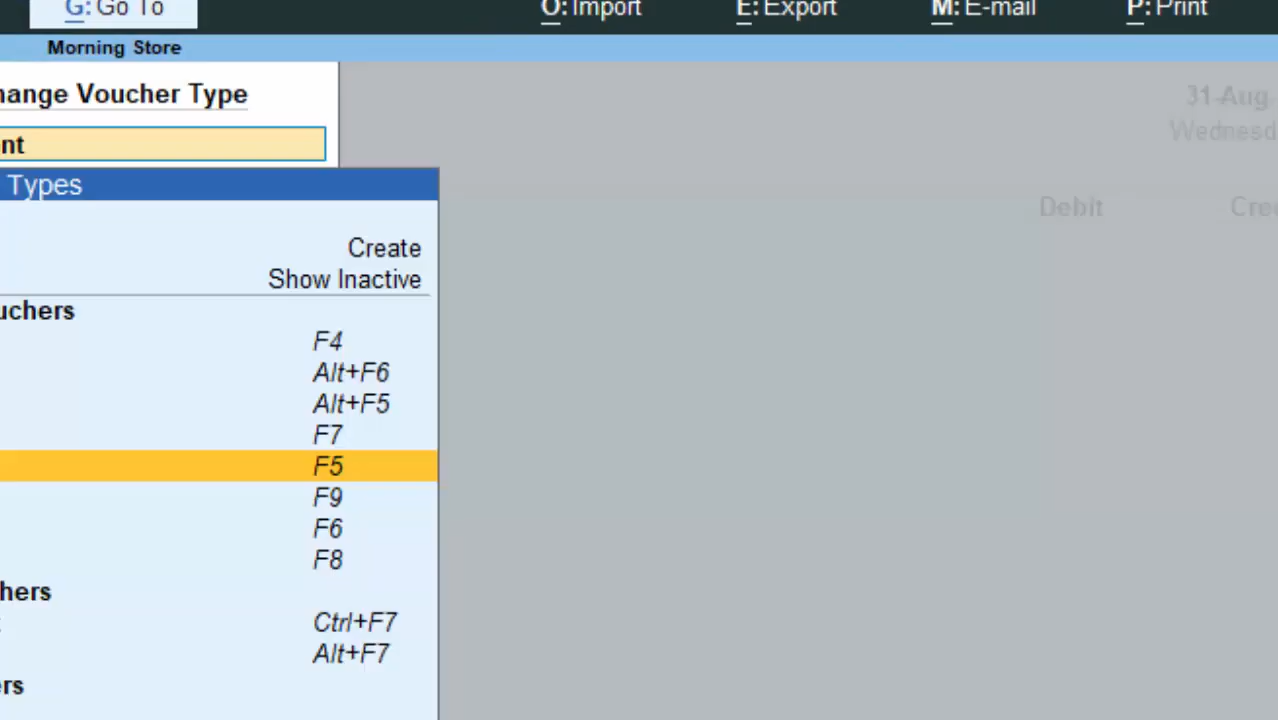 G: Go To O: Import E: Export M: E-mail P: Print
Morning Store
hange Voucher Type
31-Aug
nt
Wednesd
Types
Debit Cre
Create
Show Inactive
uchers
F4
Alt+F6
Alt+F5
F7
F5
F9
F6
F8
hers
Ctrl+F7
Alt+F7
ers